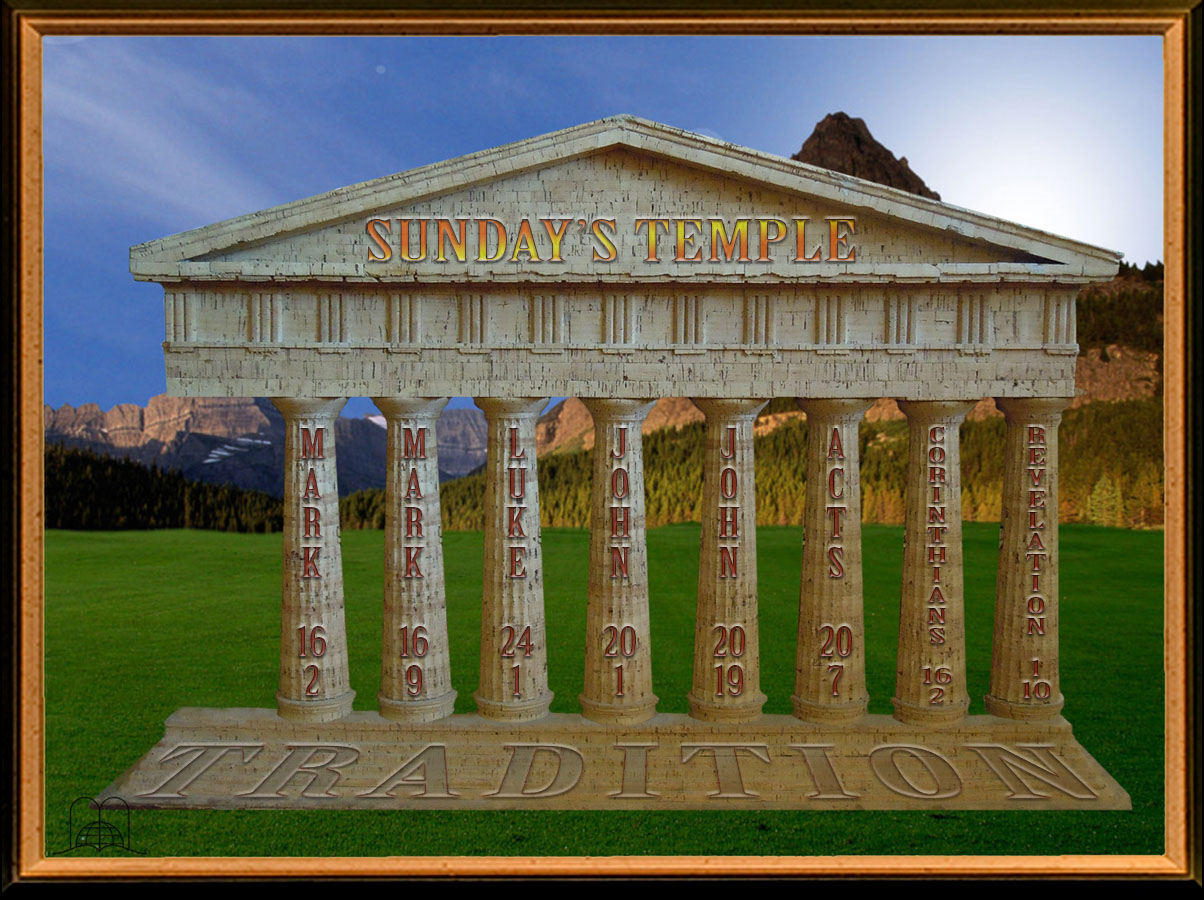 SUNDAY'S TEMPLE
MARK 16 2
MARK 16 9
LUKE 24 1
JOHN 20 1
JOHN 20 19
ACTS 20 7
CORINTHIANS 16 2
REVELATION 1 10
TRADITION